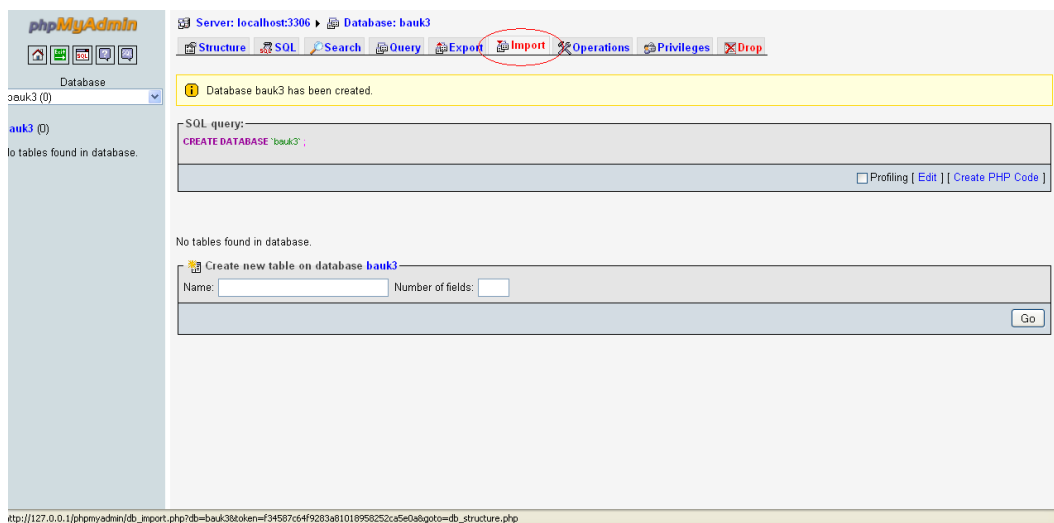 phpMyAdmin
Database
bauk3 (0)
auk3 (0)
No tables found in database.
Server: localhost:3306 ▸ Database: bauk3
Structure SQL Search Query Export Import Operations Privileges Drop
Database bauk3 has been created.
SQL query:
CREATE DATABASE `bauk3` ;
Profiling [ Edit ] [ Create PHP Code ]
No tables found in database.
Create new table on database bauk3
Name: Number of fields:
Go
http://127.0.0.1/phpmyadmin/db_import.php?db=bauk3&token=f34587c64f9283a81018958252ca5e0a&goto=db_structure.php